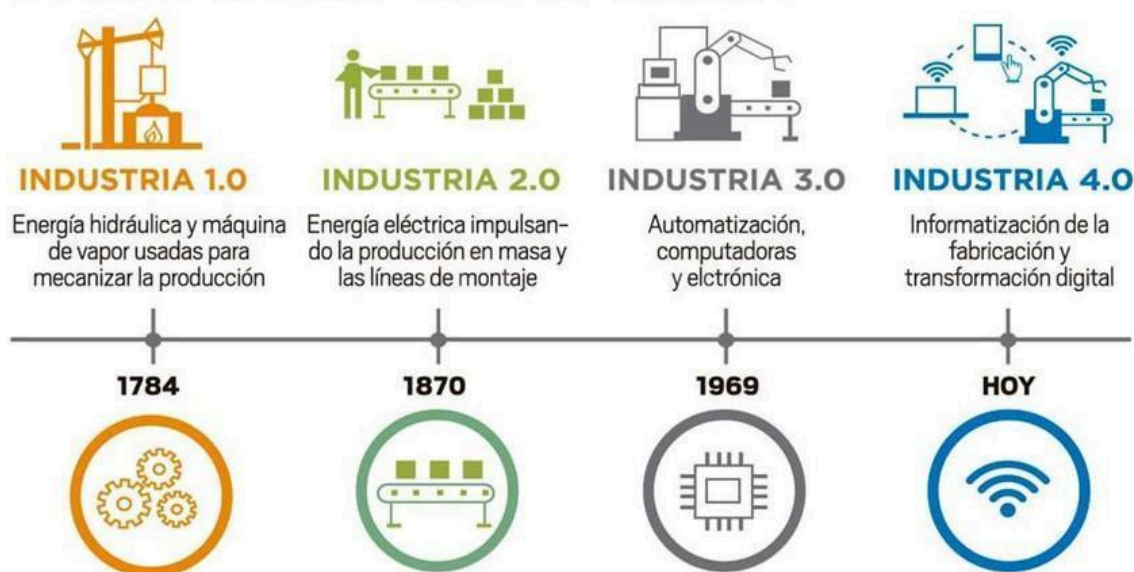 INDUSTRIA 1.0
Energía hidráulica y máquina
de vapor usadas para
mecanizar la producción
1784
INDUSTRIA 2.0
Energía eléctrica impulsan-
do la producción en masa y
las líneas de montaje
1870
INDUSTRIA 3.0
Automatización,
computadoras
y elctrónica
1969
INDUSTRIA 4.0
Informatización de la
fabricación y
transformación digital
HOY